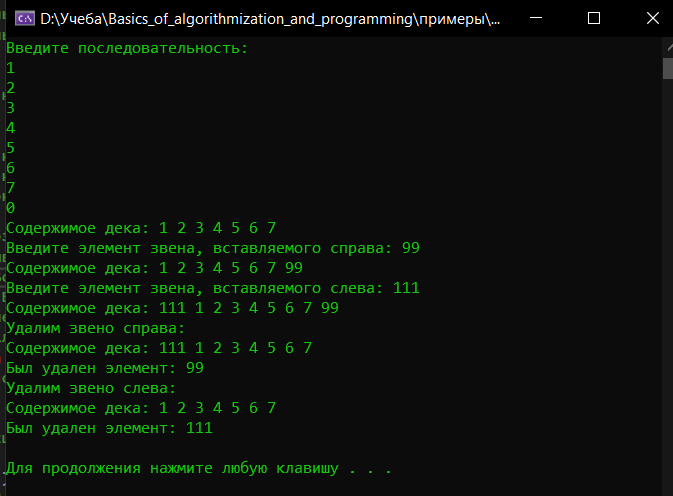 D:\Учеба\Basics_of_algorithmization_and_programming\примеры\...
Введите последовательность:
1
2
3
4
5
6
7
0
Содержимое дека: 1 2 3 4 5 6 7
Введите элемент звена, вставляемого справа: 99
Содержимое дека: 1 2 3 4 5 6 7 99
Введите элемент звена, вставляемого слева: 111
Содержимое дека: 111 1 2 3 4 5 6 7 99
Удалим звено справа:
Содержимое дека: 111 1 2 3 4 5 6 7
Был удален элемент: 99
Удалим звено слева:
Содержимое дека: 1 2 3 4 5 6 7
Был удален элемент: 111
Для продолжения нажмите любую клавишу . . .